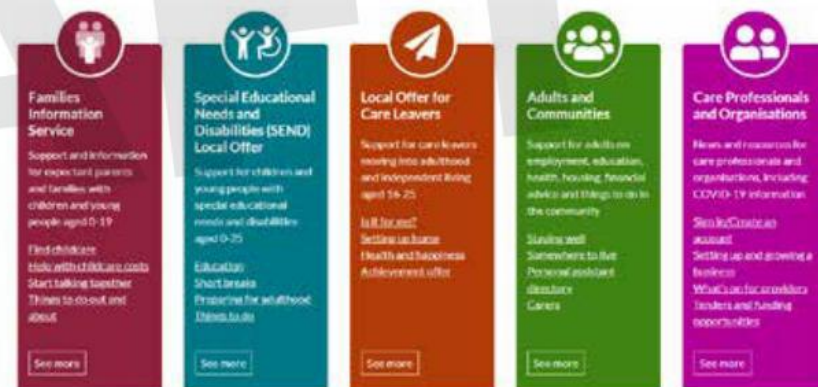 Families
Information
Service
Support and information
for expectant parents
and families with
children and young
people aged 0-19
Find childcare
Help with childcare costs
Start talking together
Things to do out and
about
See more
Special Educational
Needs and
Disabilities (SEND)
Local Offer
Support for children and
young people with
special educational
needs and disabilities
aged 0-25
Education
Short breaks
Preparing for adulthood
Things to do
See more
Local Offer for
Care Leavers
Support for care leavers
moving into adulthood
and independent living
aged 16-25
Is it for me?
Setting up home
Health and happiness
Achievement offer
See more
Adults and
Communities
Support for adults on
employment, education,
health, housing, financial
advice and things to do in
the community
Staying well
Somewhere to live
Personal assistant
directory
Carers
See more
Care Professionals
and Organisations
News and resources for
care professionals and
organisations, including
COVID-19 information
Sign In/Create an
account
Setting up and growing a
business
What's on for providers
Tenders and funding
opportunities
See more